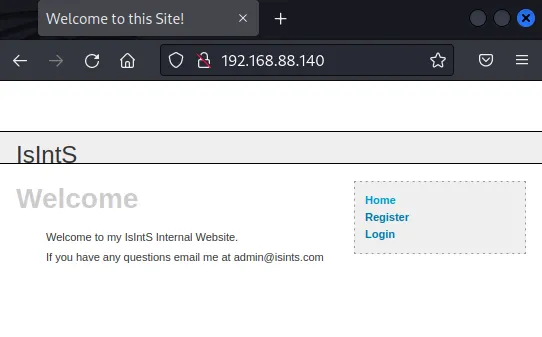 Welcome to this Site!
192.168.88.140
IsIntS
Welcome
Home
Register
Login
Welcome to my IsIntS Internal Website.
If you have any questions email me at admin@isints.com